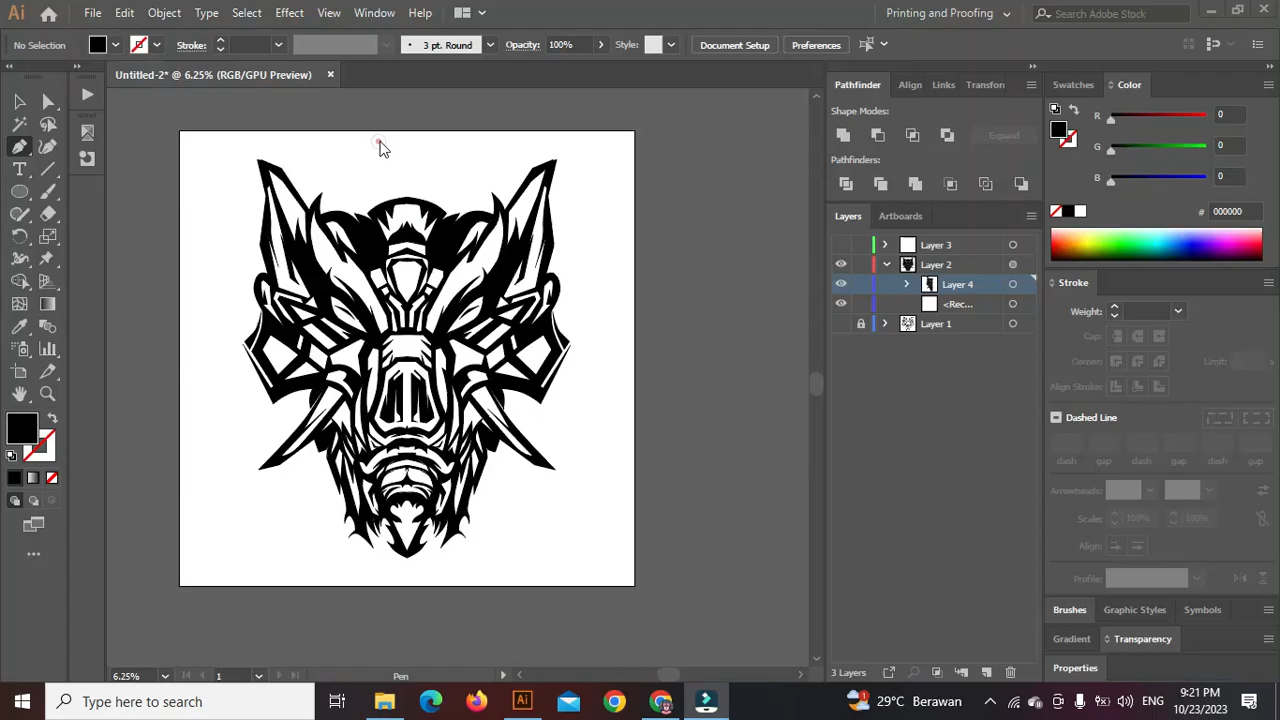 Ai File Edit Object Type Select Effect View Window Help Printing and Proofing Search Adobe Stock
No Selection Stroke: 3 pt. Round Opacity: 100% Style: Document Setup Preferences
Untitled-2* @ 6.25% (RGB/GPU Preview)
Pathfinder Align Links Transfon
Swatches Color
Shape Modes:
Expand
Pathfinders:
R 0
G 0
B 0
# 000000
Layers Artboards
Layer 3
Layer 2
Layer 4
<Rec...
Layer 1
Stroke
Weight:
Cap:
Corner: Limit:
Align Stroke:
Dashed Line
dash gap dash gap dash gap
Arrowheads:
Scale: 100% 100%
Align:
Profile:
Brushes Graphic Styles Symbols
Gradient Transparency
Properties
6.25% 1 Pen
3 Layers
Type here to search
Ai
29°C Berawan
ENG
9:21 PM
10/23/2023